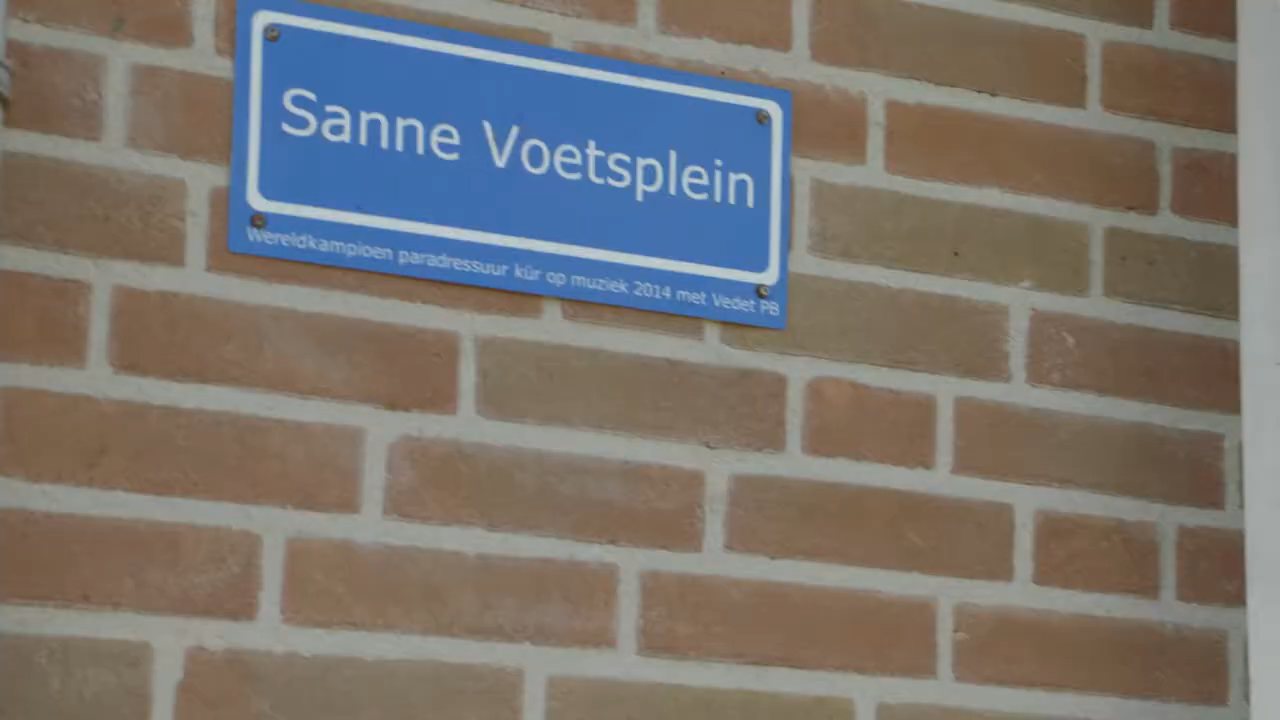 Sanne Voetsplein
Wereldkampioen paradressuur kür op muziek 2014 met Vedet PB